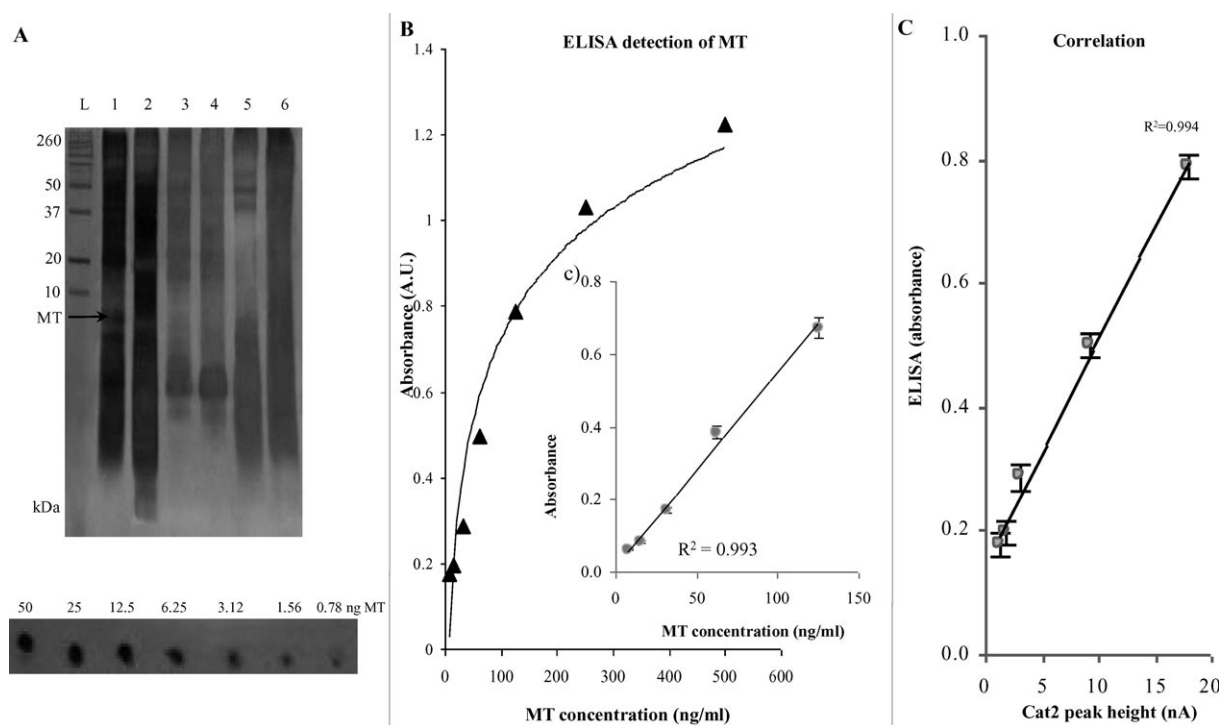 A
L 1 2 3 4 5 6
260
50
37
20
10
MT
kDa
50 25 12.5 6.25 3.12 1.56 0.78 ng MT
B
ELISA detection of MT
1.4
1.2
1
0.8
0.6
0.4
0.2
0
Absorbance (A.U.)
0 100 200 300 400 500 600
MT concentration (ng/ml)
c)
0.8
0.6
0.4
0.2
0.0
Absorbance
R² = 0.993
0 50 100 150
MT concentration (ng/ml)
C
Correlation
R²=0.994
1.0
0.8
0.6
0.4
0.2
0.0
ELISA (absorbance)
0 5 10 15 20
Cat2 peak height (nA)